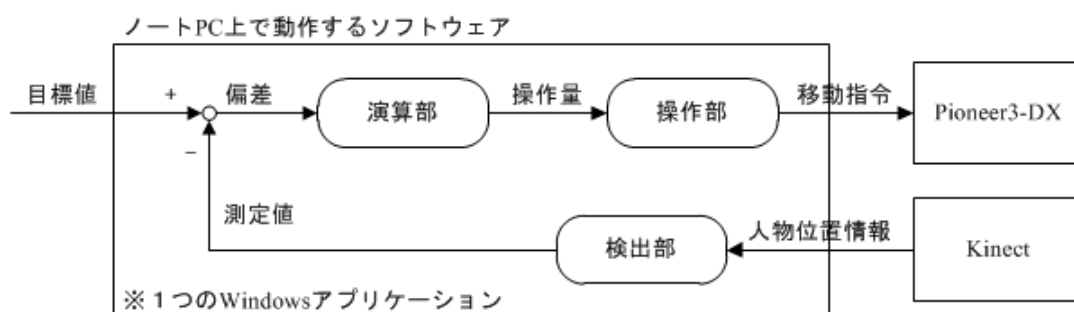 ノートPC上で動作するソフトウェア
目標値
+
偏差
演算部
操作量
操作部
移動指令
Pioneer3-DX
−
測定値
検出部
人物位置情報
Kinect
※１つのWindowsアプリケーション